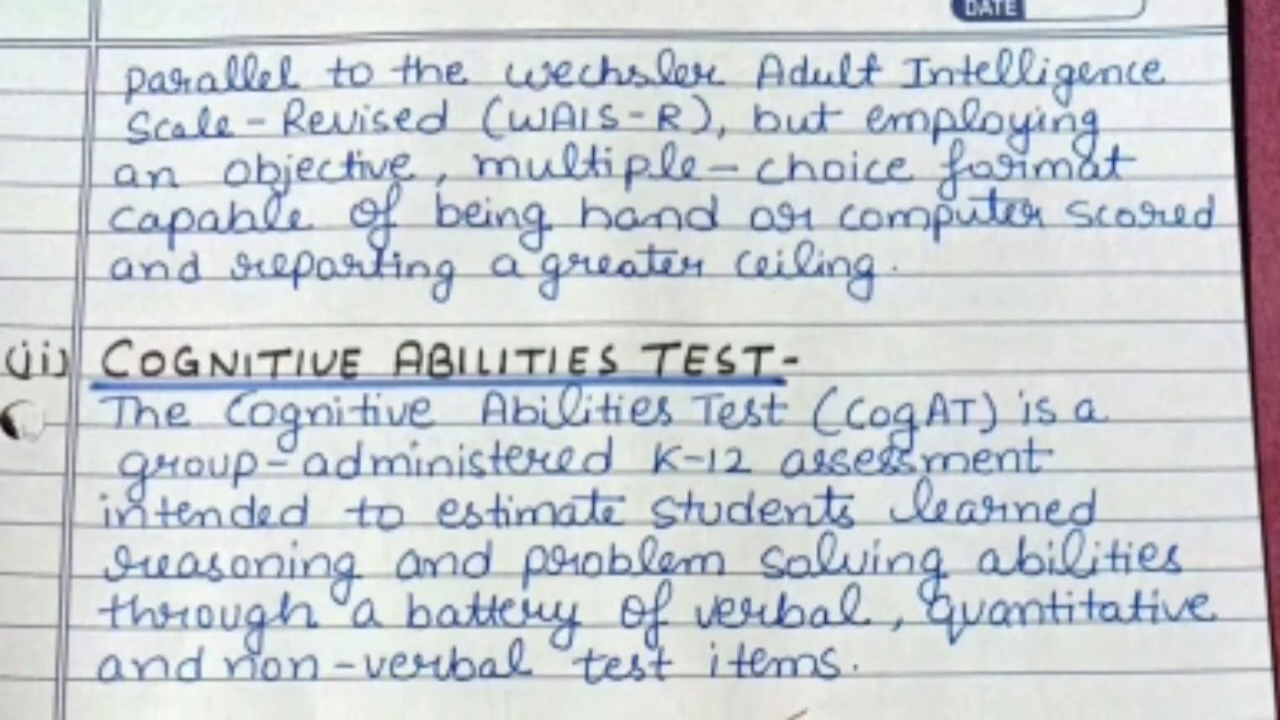 DATE
parallel to the wechsler Adult Intelligence
Scale-Revised (WAIS-R), but employing
an objective, multiple-choice format
capable of being hand or computer scored
and reparting a greater ceiling.
(ii) COGNITIVE ABILITIES TEST-
The Cognitive Abilities Test (CogAT) is a
group-administered K-12 assessment
intended to estimate students learned
reasoning and problem solving abilities
through a battery of verbal, quantitative
and non-verbal test items.